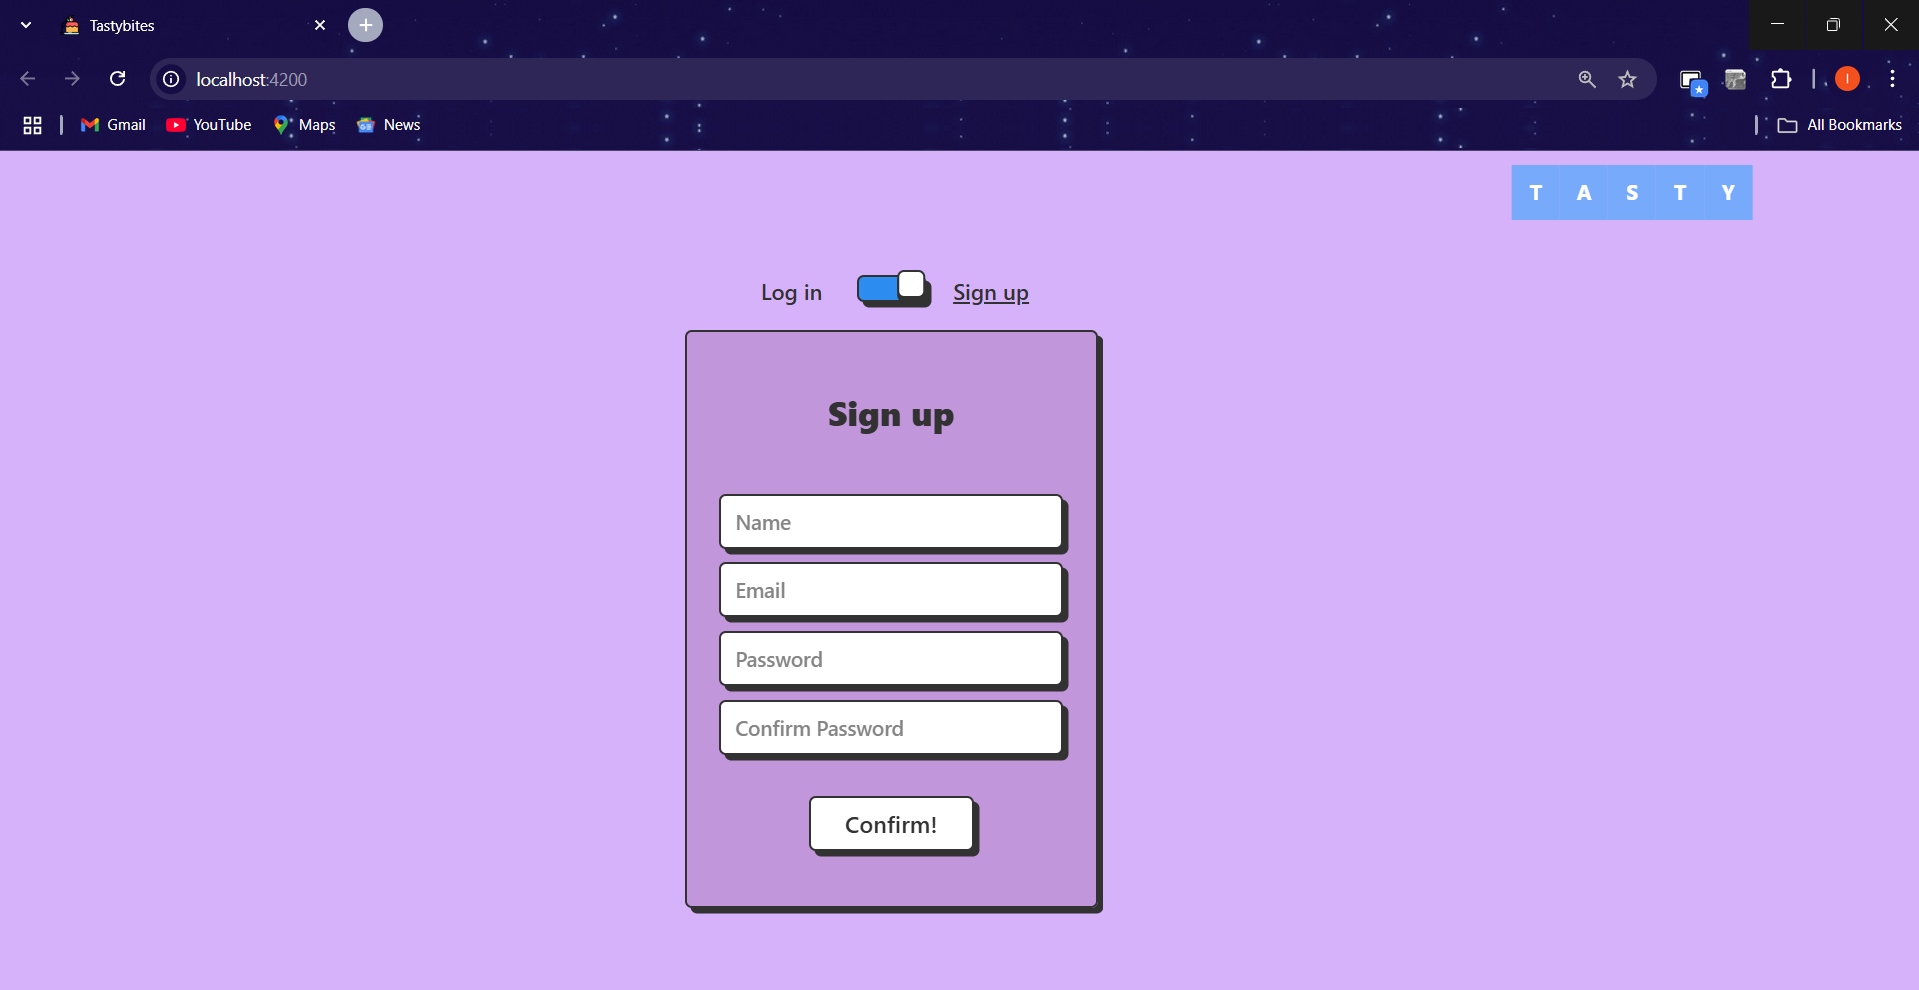 Tastybites
localhost:4200
I
Gmail YouTube Maps News All Bookmarks
T A S T Y
Log in Sign up
Sign up
Name
Email
Password
Confirm Password
Confirm!